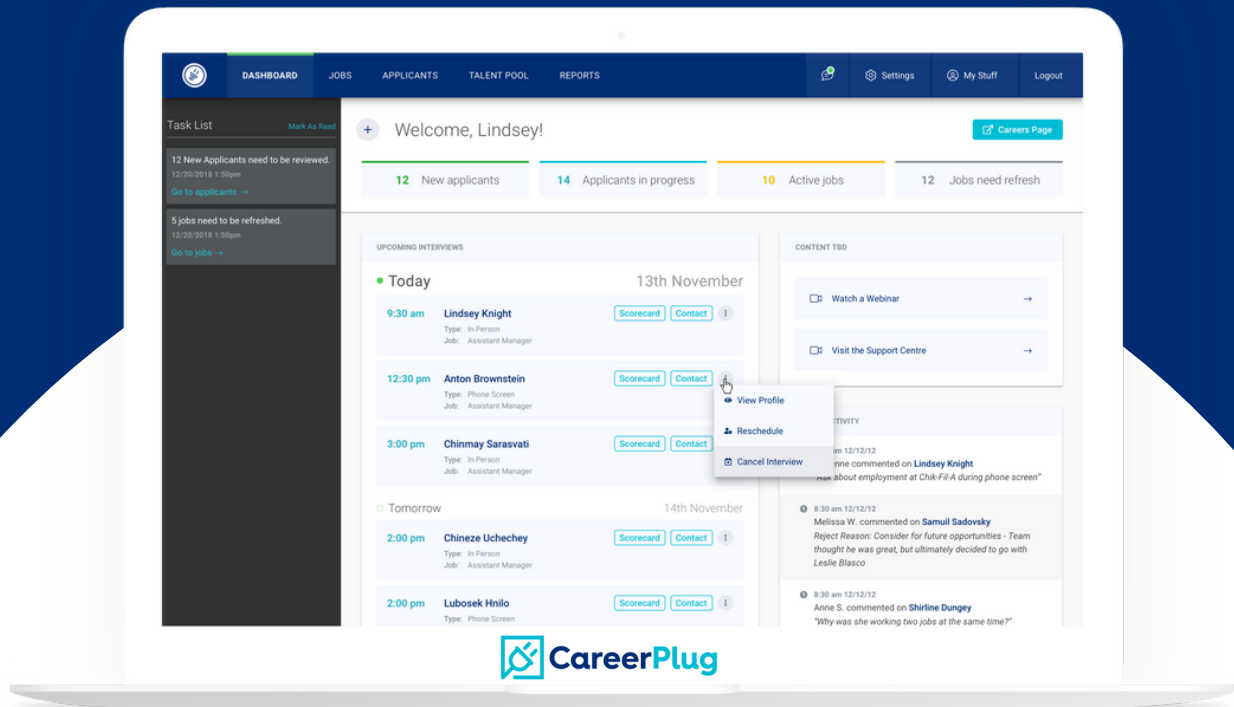 DASHBOARD JOBS APPLICANTS TALENT POOL REPORTS Settings My Stuff Logout
Task List Mark As Read
12 New Applicants need to be reviewed.
12/20/2018 1:50pm
Go to applicants →
5 jobs need to be refreshed.
12/20/2018 1:50pm
Go to jobs →
+ Welcome, Lindsey!
Careers Page
12 New applicants 14 Applicants in progress 10 Active jobs 12 Jobs need refresh
UPCOMING INTERVIEWS
Today 13th November
9:30 am Lindsey Knight Scorecard Contact
Type: In Person
Job: Assistant Manager
12:30 pm Anton Brownstein Scorecard Contact
Type: Phone Screen
Job: Assistant Manager
View Profile
Reschedule
Cancel Interview
3:00 pm Chinmay Sarasvati Scorecard Contact
Type: In Person
Job: Assistant Manager
Tomorrow 14th November
2:00 pm Chineze Uchechey Scorecard Contact
Type: In Person
Job: Assistant Manager
2:00 pm Lubosek Hnilo Scorecard Contact
Type: Phone Screen
CONTENT TBD
Watch a Webinar →
Visit the Support Centre →
12/12/12
commented on Lindsey Knight
about employment at Chik-Fil-A during phone screen"
8:30 am 12/12/12
Melissa W. commented on Samuil Sadovsky
Reject Reason: Consider for future opportunities - Team
thought he was great, but ultimately decided to go with
Leslie Blasco
8:30 am 12/12/12
Anne S. commented on Shirline Dungey
"Why was she working two jobs at the same time?"
CareerPlug